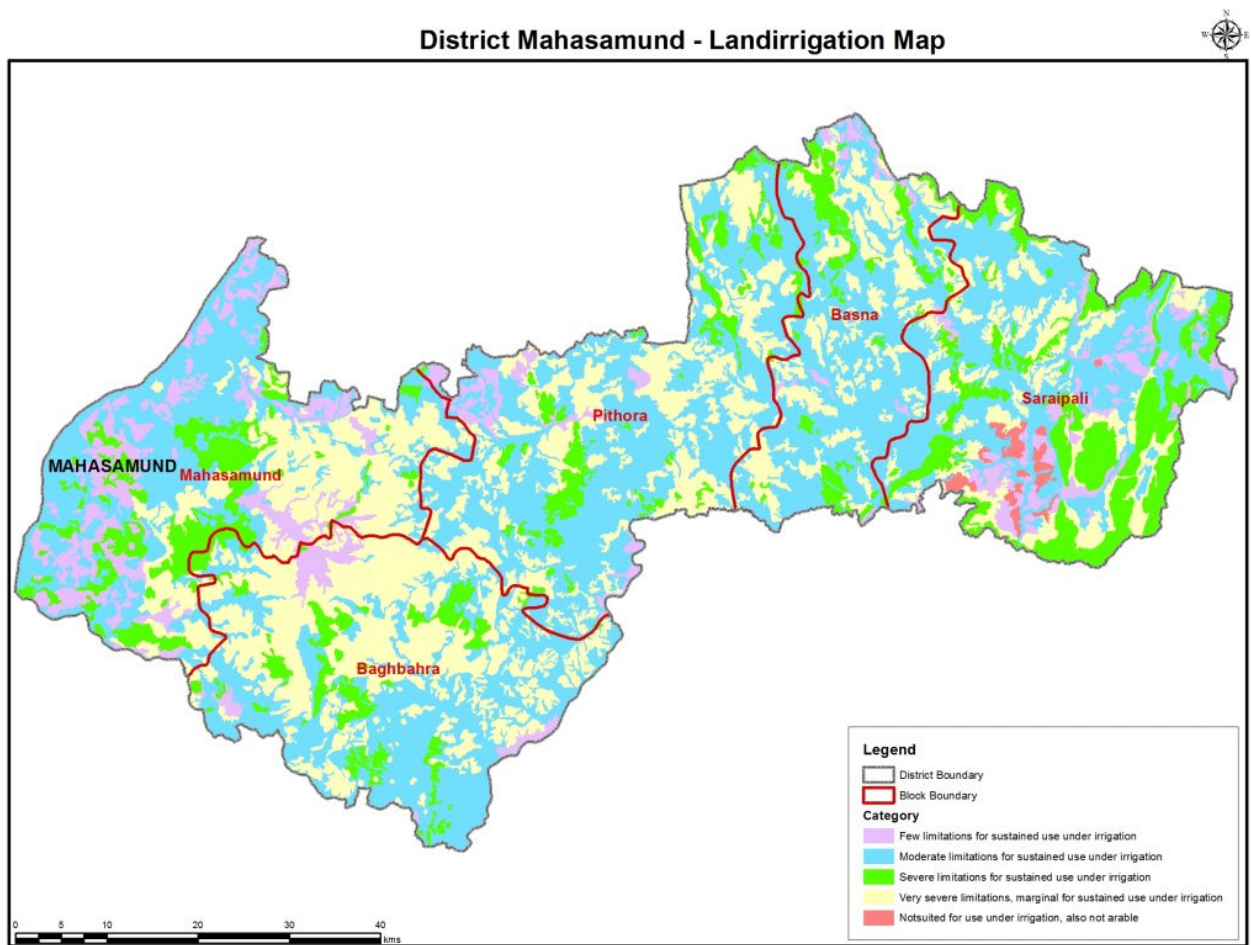 District Mahasamund - Landirrigation Map
N
W
E
S
Basna
Saraipali
Pithora
MAHASAMUND
Mahasamund
Baghbahra
Legend
District Boundary
Block Boundary
Category
Few limitations for sustained use under irrigation
Moderate limitations for sustained use under irrigation
Severe limitations for sustained use under irrigation
Very severe limitations, marginal for sustained use under irrigation
Notsuited for use under irrigation, also not arable
0 5 10 20 30 40
kms